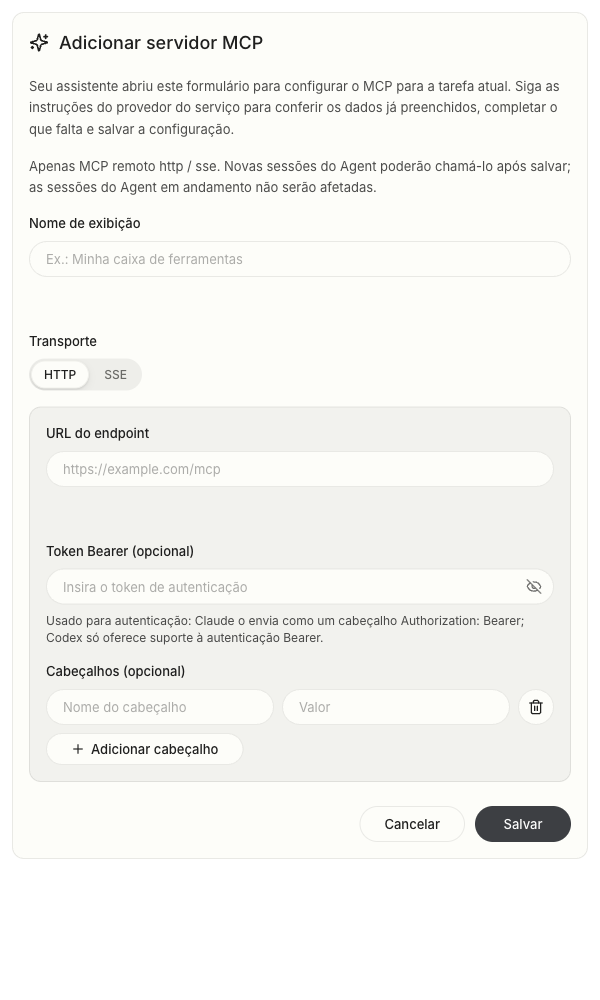 Adicionar servidor MCP
Seu assistente abriu este formulário para configurar o MCP para a tarefa atual. Siga as
instruções do provedor do serviço para conferir os dados já preenchidos, completar o
que falta e salvar a configuração.
Apenas MCP remoto http / sse. Novas sessões do Agent poderão chamá-lo após salvar;
as sessões do Agent em andamento não serão afetadas.
Nome de exibição
Ex.: Minha caixa de ferramentas
Transporte
HTTP SSE
URL do endpoint
https://example.com/mcp
Token Bearer (opcional)
Insira o token de autenticação
Usado para autenticação: Claude o envia como um cabeçalho Authorization: Bearer;
Codex só oferece suporte à autenticação Bearer.
Cabeçalhos (opcional)
Nome do cabeçalho Valor
+ Adicionar cabeçalho
Cancelar Salvar